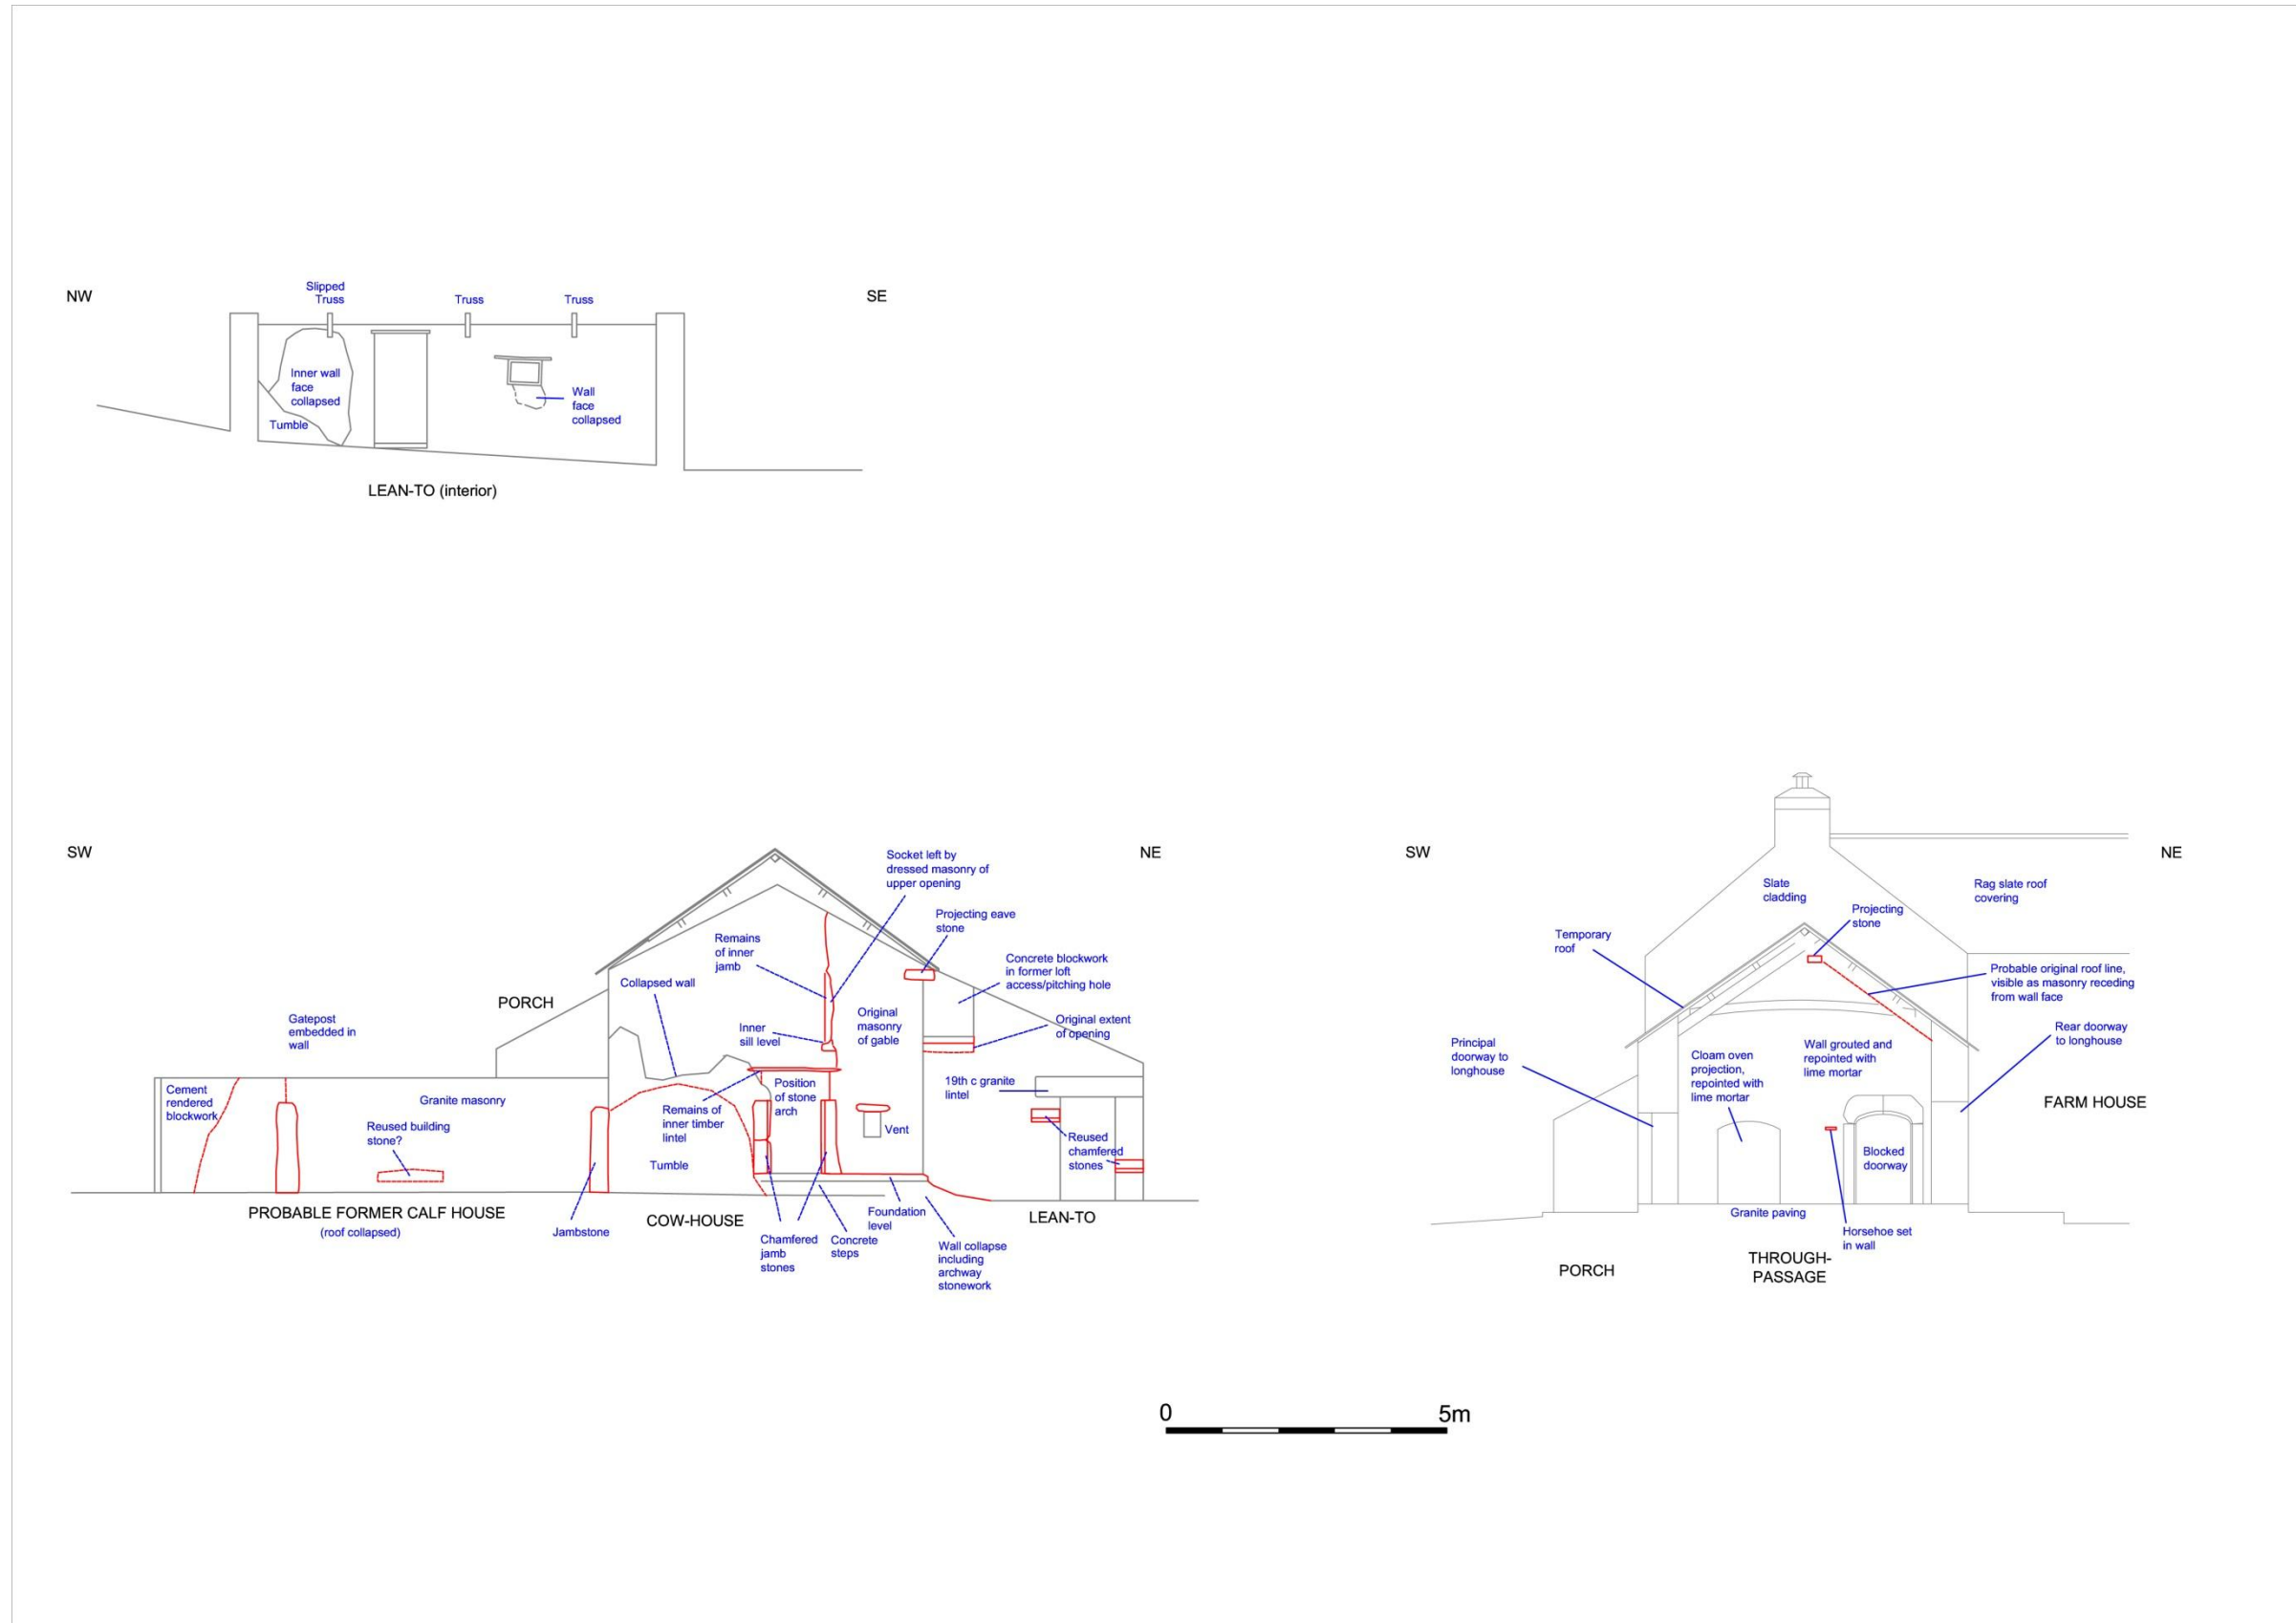 NW
SE
Slipped
Truss
Truss
Truss
Inner wall
face
collapsed
Tumble
Wall
face
collapsed
LEAN-TO (interior)
SW
NE
PORCH
Gatepost
embedded in
wall
Cement
rendered
blockwork
Granite masonry
Reused building
stone?
PROBABLE FORMER CALF HOUSE
(roof collapsed)
Jambstone
Collapsed wall
Remains
of inner
jamb
Socket left by
dressed masonry of
upper opening
Projecting eave
stone
Concrete blockwork
in former loft
access/pitching hole
Original extent
of opening
Original
masonry
of gable
Inner
sill level
Position
of stone
arch
Remains of
inner timber
lintel
Tumble
Vent
19th c granite
lintel
Reused
chamfered
stones
COW-HOUSE
Chamfered
jamb
stones
Concrete
steps
Foundation
level
Wall collapse
including
archway
stonework
LEAN-TO
SW
NE
Slate
cladding
Rag slate roof
covering
Projecting
stone
Temporary
roof
Probable original roof line,
visible as masonry receding
from wall face
Rear doorway
to longhouse
Principal
doorway to
longhouse
Cloam oven
projection,
repointed with
lime mortar
Wall grouted and
repointed with
lime mortar
FARM HOUSE
Blocked
doorway
Granite paving
Horsehoe set
in wall
PORCH
THROUGH-
PASSAGE
0
5m